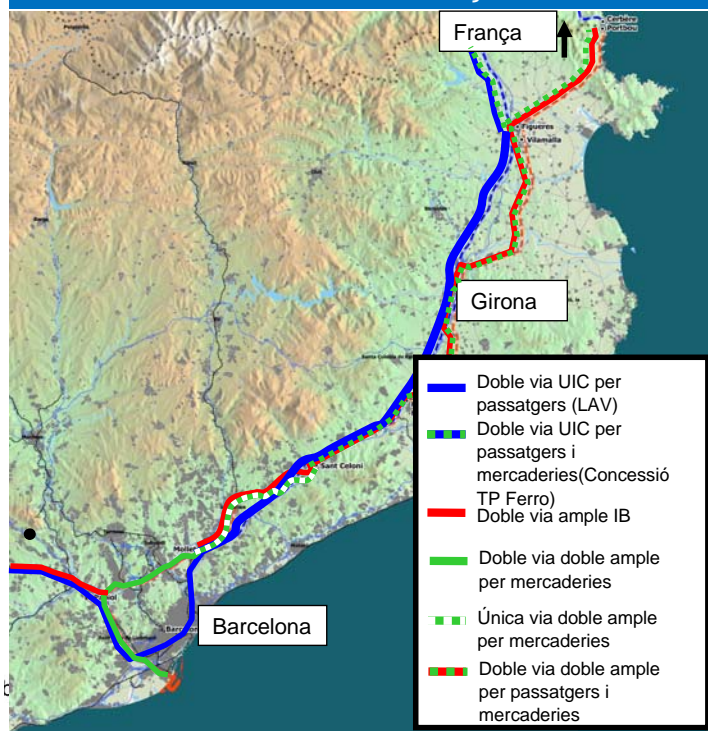 Cerbère
Portbou
França
Figueres
Vilamalla
Girona
Sant Celoni
Mollet
Barcelona
Doble via UIC per
passatgers (LAV)
Doble via UIC per
passatgers i
mercaderies(Concessió
TP Ferro)
Doble via ample IB
Doble via doble ample
per mercaderies
Única via doble ample
per mercaderies
Doble via doble ample
per passatgers i
mercaderies